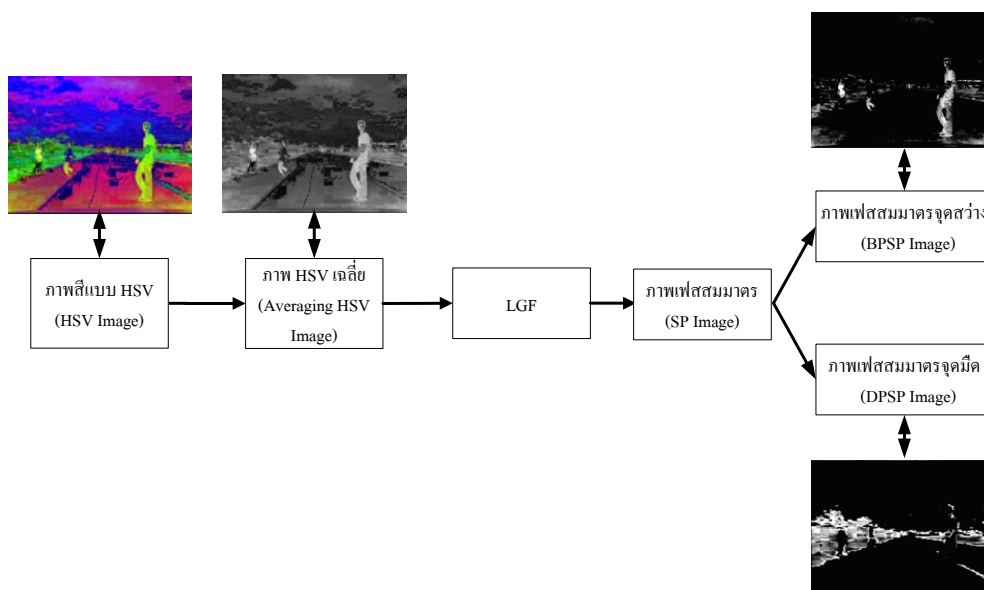 ภาพสีแบบ HSV
(HSV Image)
ภาพ HSV เฉลี่ย
(Averaging HSV
Image)
LGF
ภาพเฟสสมมาตร
(SP Image)
ภาพเฟสสมมาตรจุดสว่าง
(BPSP Image)
ภาพเฟสสมมาตรจุดมืด
(DPSP Image)